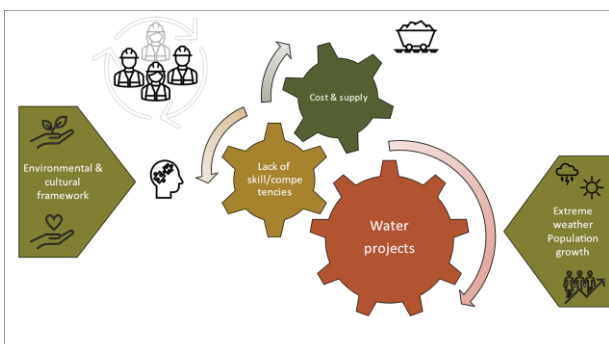 Environmental &
cultural
framework
Cost & supply
Lack of
skill/compe
tencies
Water
projects
Extreme
weather
Population
growth